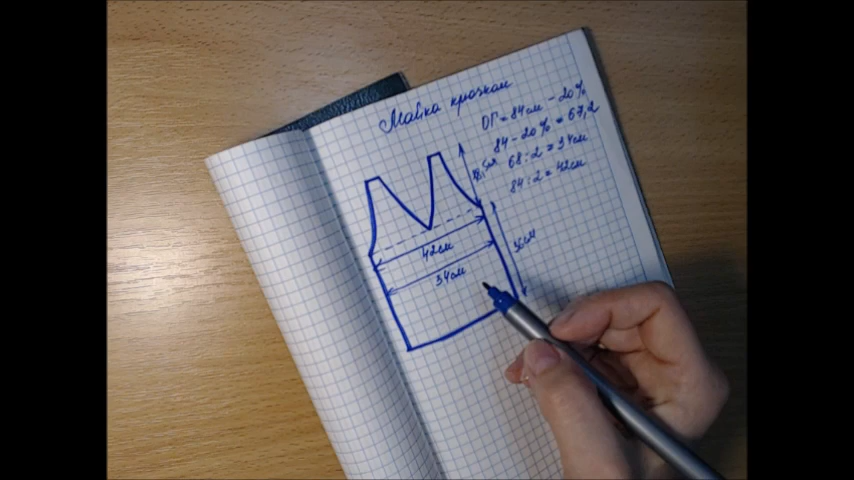 Майка крючком
ОГ = 84см - 20%
84 - 20% = 67,2
68 : 2 = 34см
84 : 2 = 42см
42см
34см
36см